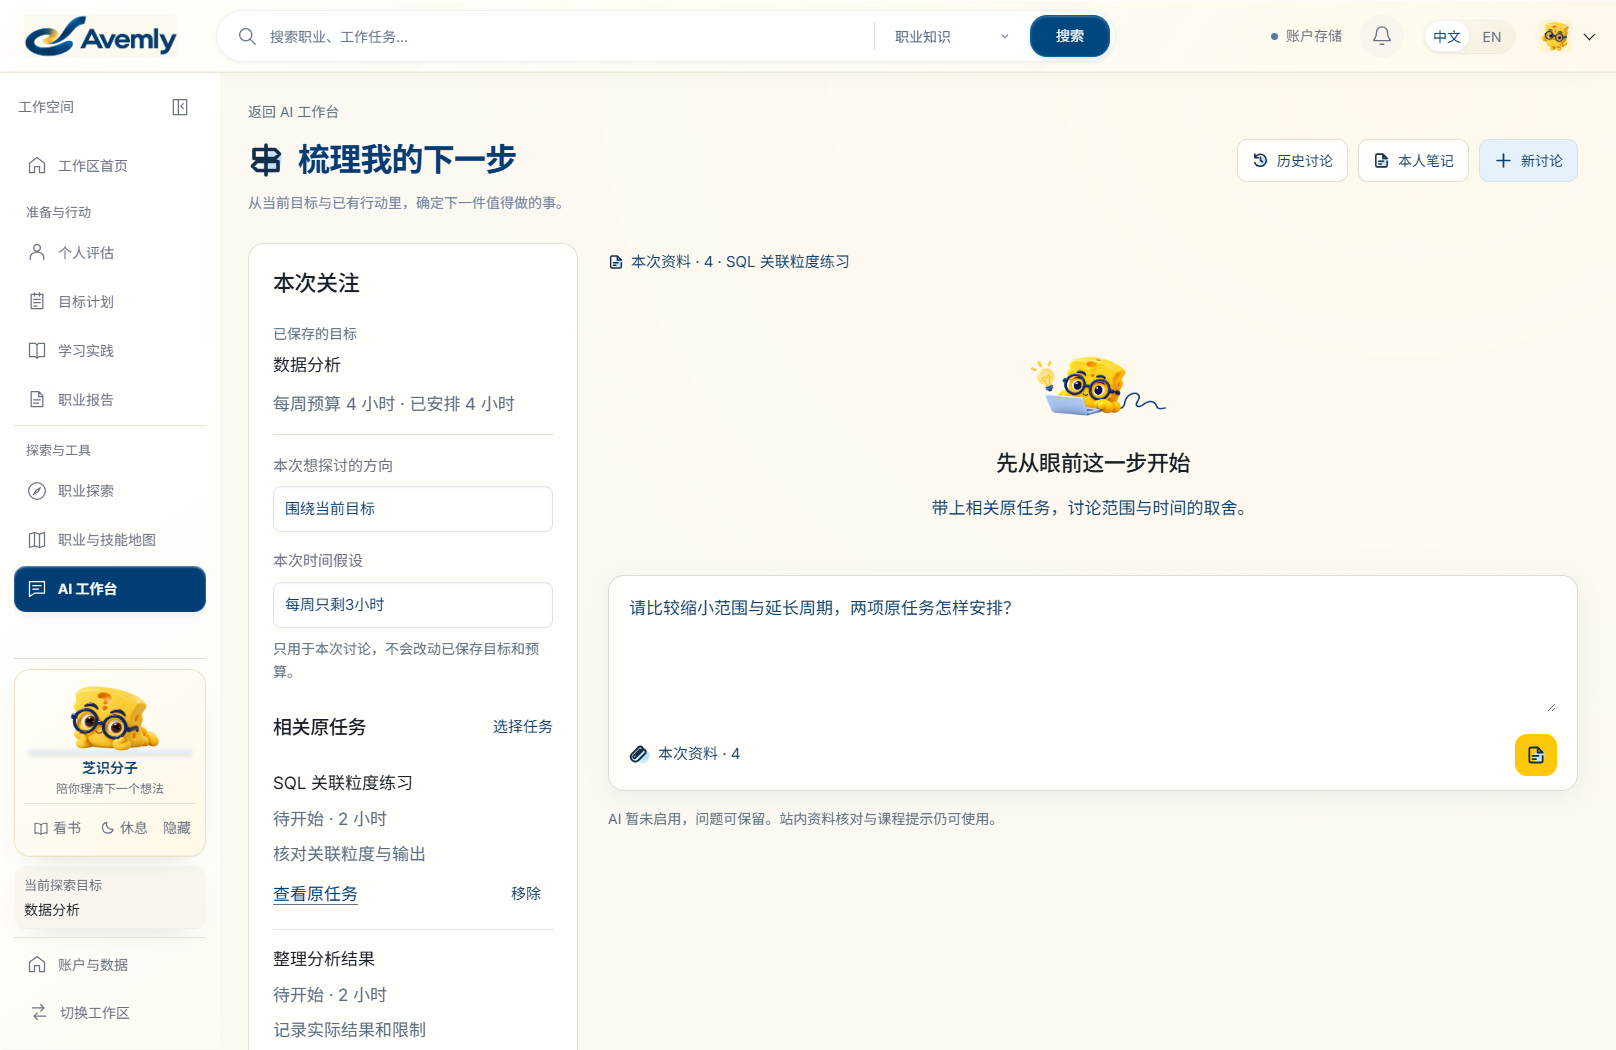 Avemly
搜索职业、工作任务...
职业知识
搜索
账户存储
中文
EN
工作空间
工作区首页
准备与行动
个人评估
目标计划
学习实践
职业报告
探索与工具
职业探索
职业与技能地图
AI 工作台
芝识分子
陪你理清下一个想法
看书
休息
隐藏
当前探索目标
数据分析
账户与数据
切换工作区
返回 AI 工作台
梳理我的下一步
从当前目标与已有行动里，确定下一件值得做的事。
历史讨论
本人笔记
新讨论
本次关注
已保存的目标
数据分析
每周预算 4 小时 · 已安排 4 小时
本次想探讨的方向
围绕当前目标
本次时间假设
每周只剩3小时
只用于本次讨论，不会改动已保存目标和预
算。
相关原任务
选择任务
SQL 关联粒度练习
待开始 · 2 小时
核对关联粒度与输出
查看原任务
移除
整理分析结果
待开始 · 2 小时
记录实际结果和限制
本次资料 · 4 · SQL 关联粒度练习
先从眼前这一步开始
带上相关原任务，讨论范围与时间的取舍。
请比较缩小范围与延长周期，两项原任务怎样安排？
本次资料 · 4
AI 暂未启用，问题可保留。站内资料核对与课程提示仍可使用。